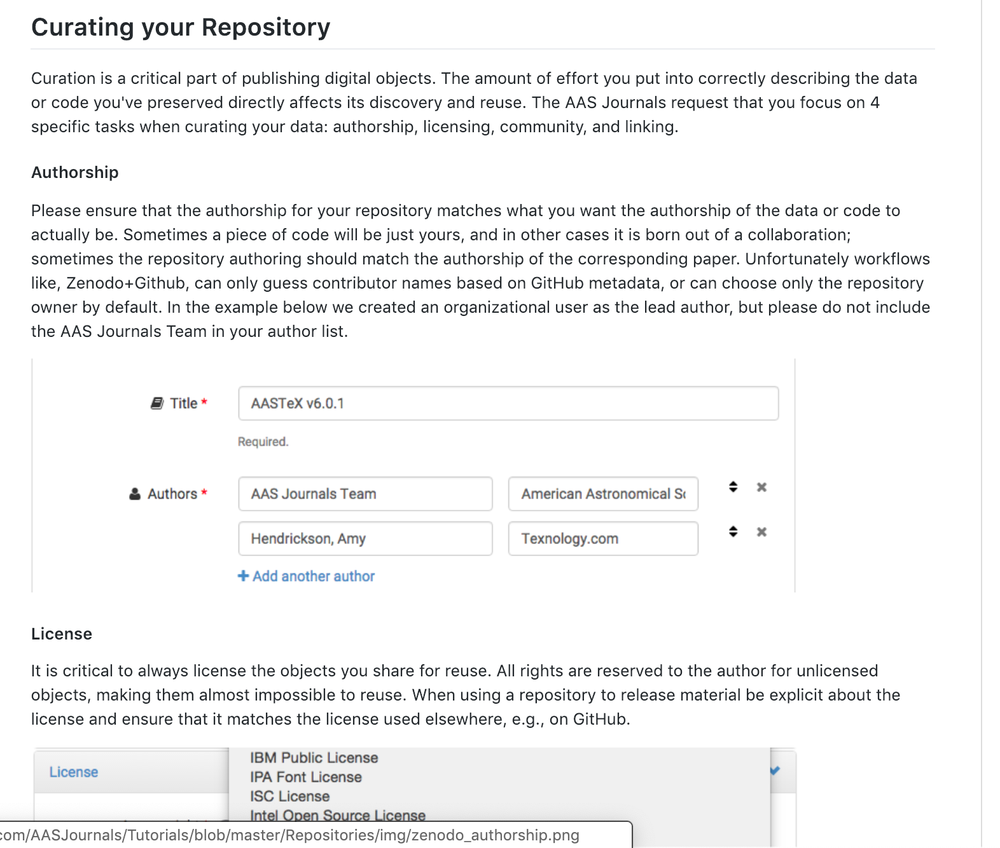 Curating your Repository
Curation is a critical part of publishing digital objects. The amount of effort you put into correctly describing the data
or code you've preserved directly affects its discovery and reuse. The AAS Journals request that you focus on 4
specific tasks when curating your data: authorship, licensing, community, and linking.
Authorship
Please ensure that the authorship for your repository matches what you want the authorship of the data or code to
actually be. Sometimes a piece of code will be just yours, and in other cases it is born out of a collaboration;
sometimes the repository authoring should match the authorship of the corresponding paper. Unfortunately workflows
like, Zenodo+Github, can only guess contributor names based on GitHub metadata, or can choose only the repository
owner by default. In the example below we created an organizational user as the lead author, but please do not include
the AAS Journals Team in your author list.
Title * AASTeX v6.0.1
Required.
Authors * AAS Journals Team American Astronomical So
Hendrickson, Amy Texnology.com
+ Add another author
License
It is critical to always license the objects you share for reuse. All rights are reserved to the author for unlicensed
objects, making them almost impossible to reuse. When using a repository to release material be explicit about the
license and ensure that it matches the license used elsewhere, e.g., on GitHub.
IBM Public License
License
IPA Font License
ISC License
Intel Open Source License
com/AASJournals/Tutorials/blob/master/Repositories/img/zenodo_authorship.png